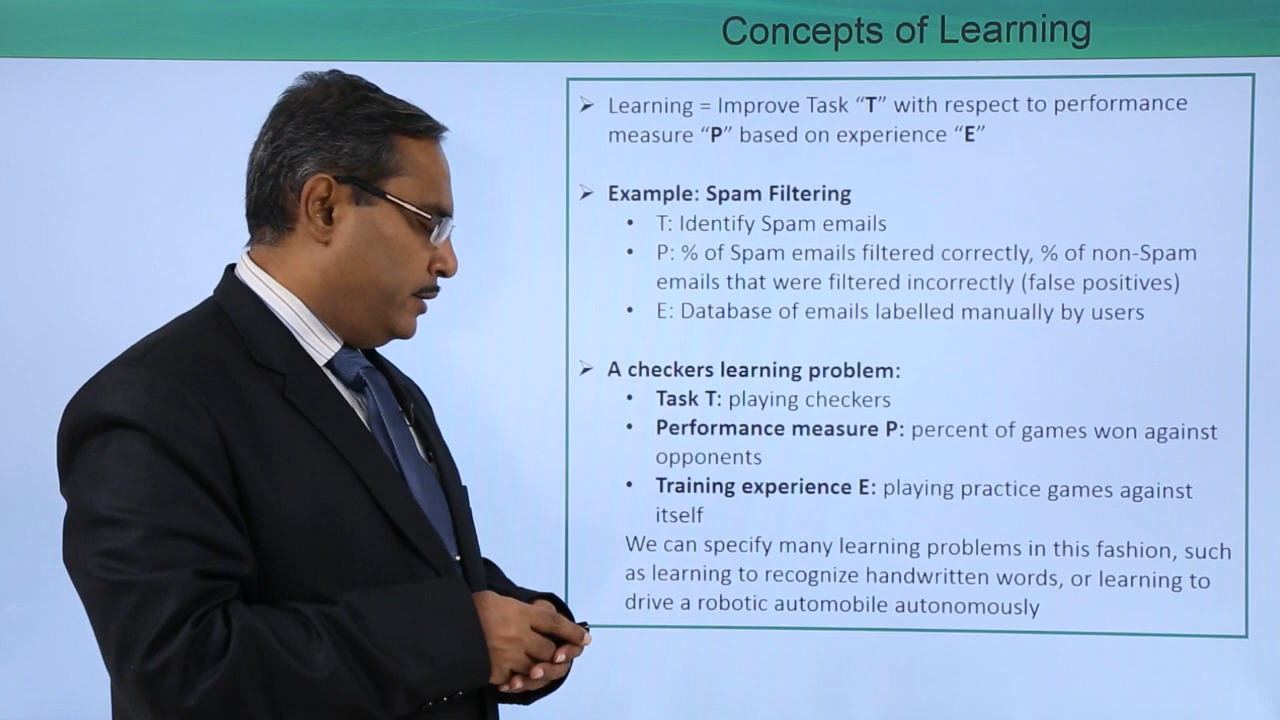 Concepts of Learning
➢ Learning = Improve Task “T” with respect to performance
measure “P” based on experience “E”
➢ Example: Spam Filtering
• T: Identify Spam emails
• P: % of Spam emails filtered correctly, % of non-Spam
emails that were filtered incorrectly (false positives)
• E: Database of emails labelled manually by users
➢ A checkers learning problem:
• Task T: playing checkers
• Performance measure P: percent of games won against
opponents
• Training experience E: playing practice games against
itself
We can specify many learning problems in this fashion, such
as learning to recognize handwritten words, or learning to
drive a robotic automobile autonomously